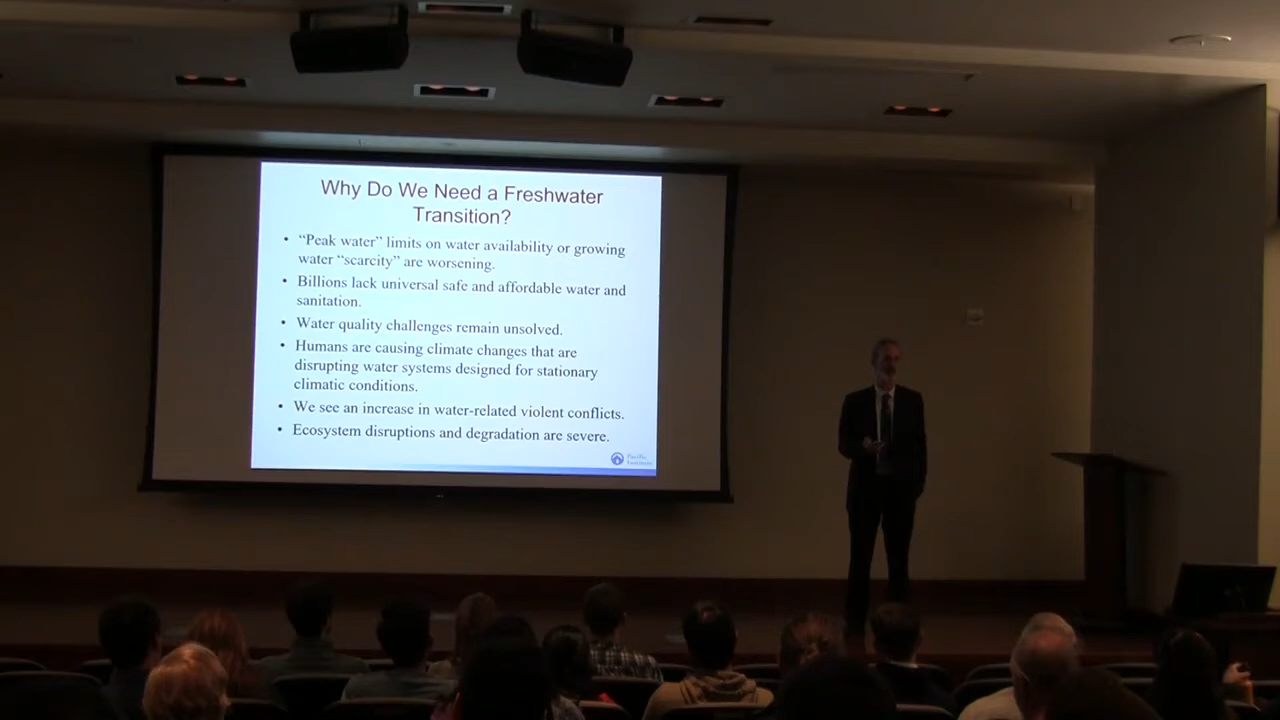 Why Do We Need a Freshwater
Transition?
• “Peak water” limits on water availability or growing
water “scarcity” are worsening.
• Billions lack universal safe and affordable water and
sanitation.
• Water quality challenges remain unsolved.
• Humans are causing climate changes that are
disrupting water systems designed for stationary
climatic conditions.
• We see an increase in water-related violent conflicts.
• Ecosystem disruptions and degradation are severe.
Pacific
Institute